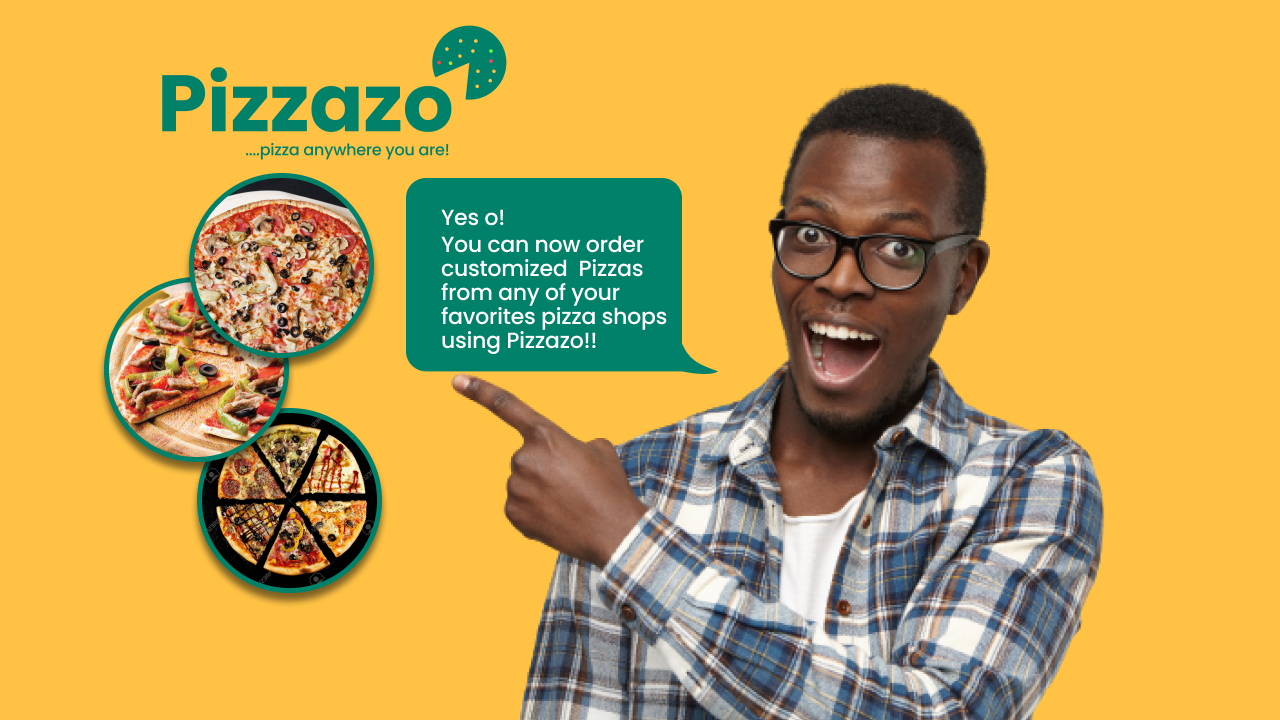 Pizzazo
....pizza anywhere you are!
Yes o!
You can now order
customized  Pizzas
from any of your
favorites pizza shops
using Pizzazo!!